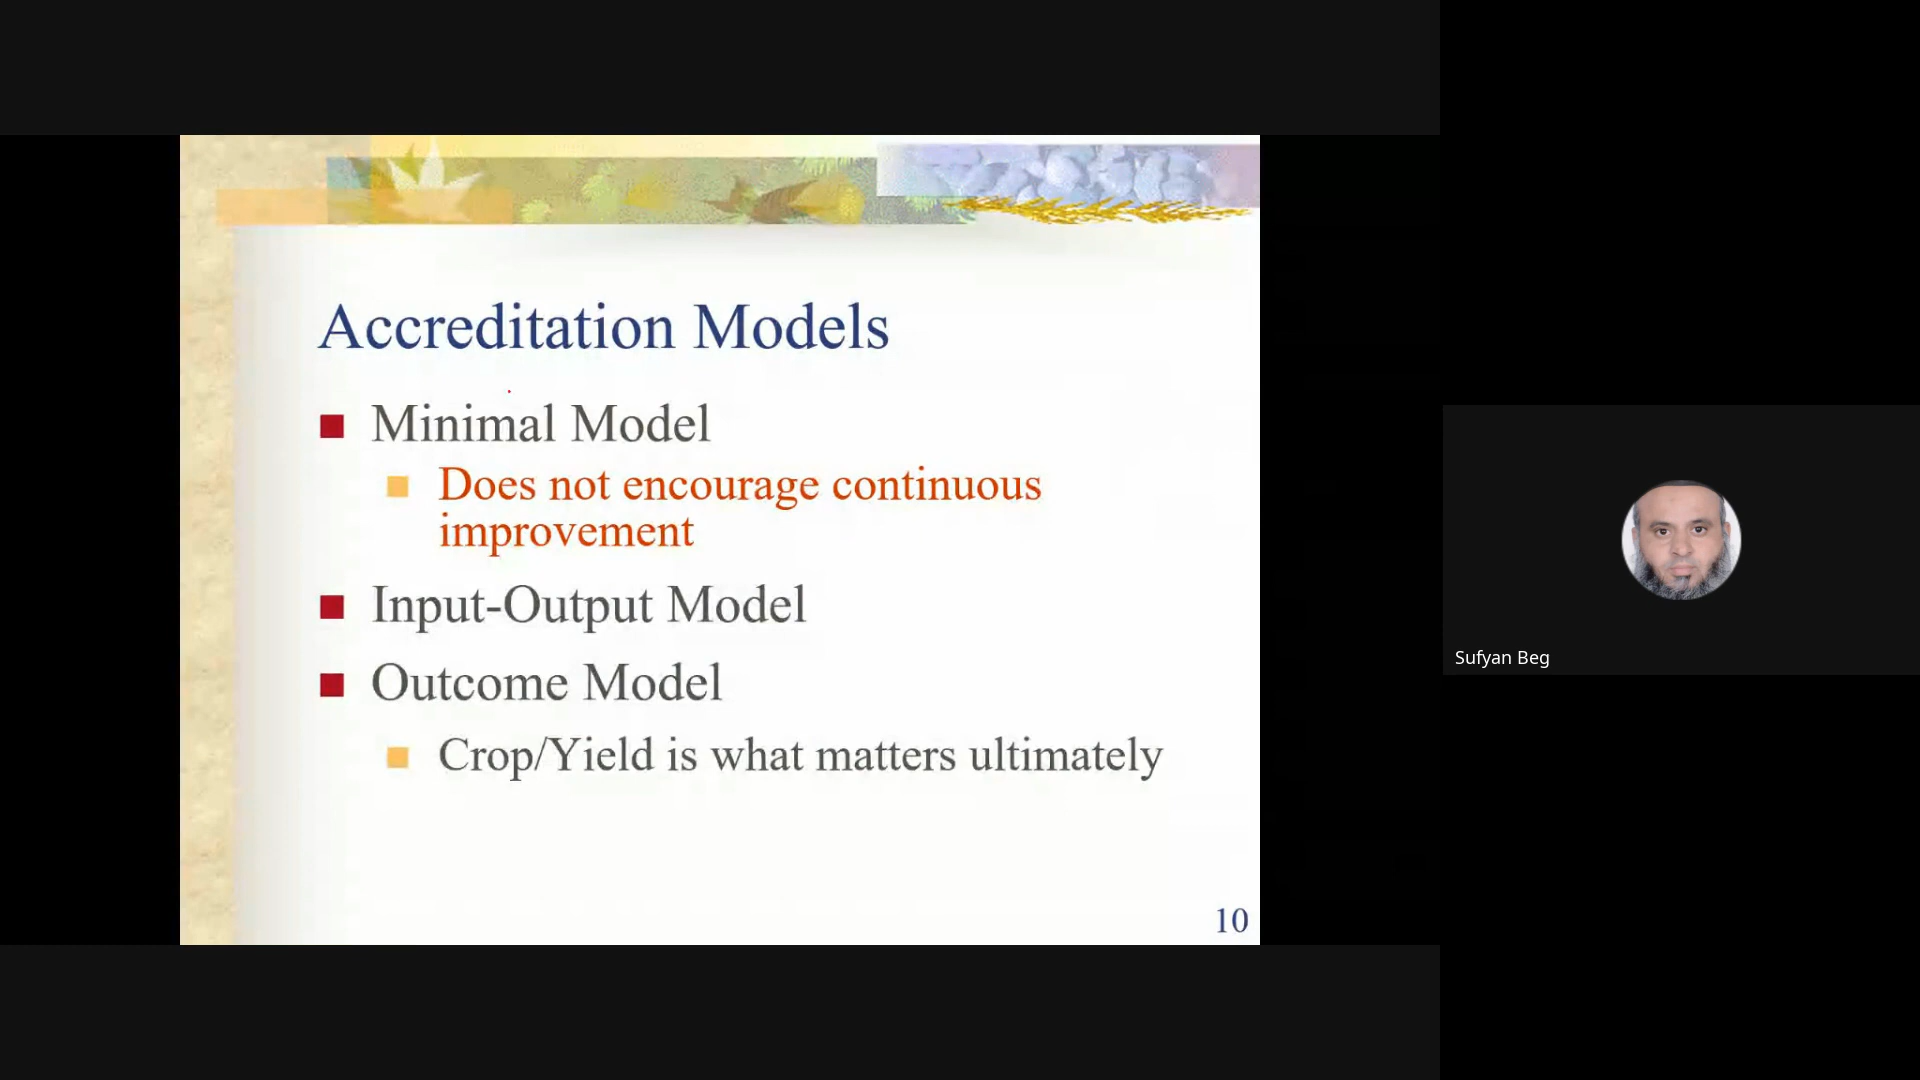 Accreditation Models
Minimal Model
Does not encourage continuous
improvement
Input-Output Model
Outcome Model
Crop/Yield is what matters ultimately
10
Sufyan Beg